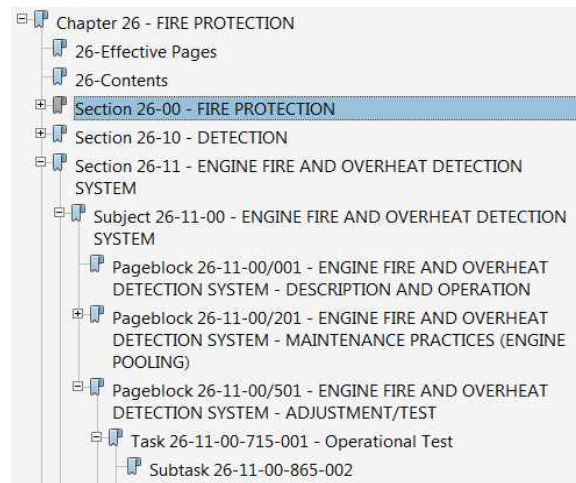 Chapter 26 - FIRE PROTECTION
26-Effective Pages
26-Contents
Section 26-00 - FIRE PROTECTION
Section 26-10 - DETECTION
Section 26-11 - ENGINE FIRE AND OVERHEAT DETECTION
SYSTEM
Subject 26-11-00 - ENGINE FIRE AND OVERHEAT DETECTION
SYSTEM
Pageblock 26-11-00/001 - ENGINE FIRE AND OVERHEAT
DETECTION SYSTEM - DESCRIPTION AND OPERATION
Pageblock 26-11-00/201 - ENGINE FIRE AND OVERHEAT
DETECTION SYSTEM - MAINTENANCE PRACTICES (ENGINE
POOLING)
Pageblock 26-11-00/501 - ENGINE FIRE AND OVERHEAT
DETECTION SYSTEM - ADJUSTMENT/TEST
Task 26-11-00-715-001 - Operational Test
Subtask 26-11-00-865-002